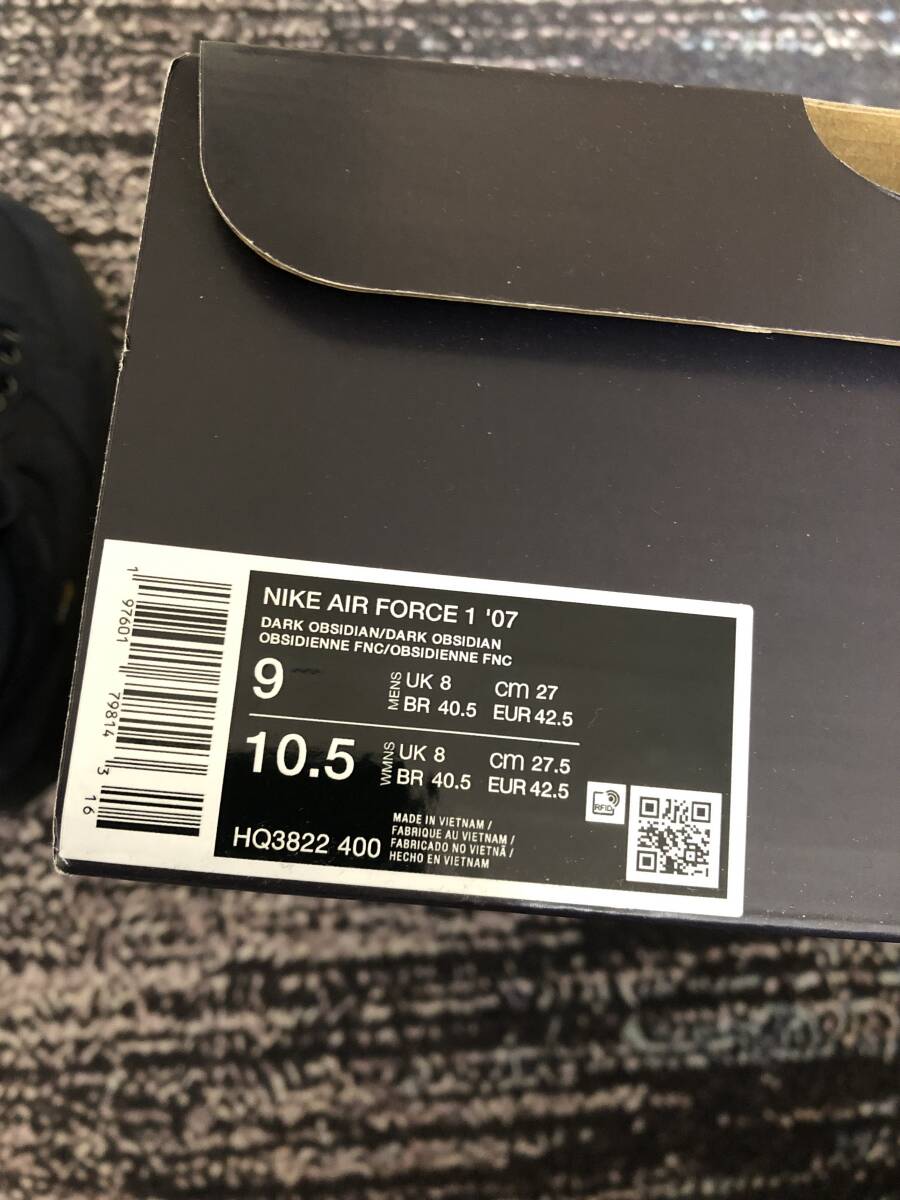 NIKE AIR FORCE 1 '07
DARK OBSIDIAN/DARK OBSIDIAN
OBSIDIENNE FNC/OBSIDIENNE FNC
9 MENS UK 8 cm 27
BR 40.5 EUR 42.5
10.5 WMNS UK 8 cm 27.5
BR 40.5 EUR 42.5
RFID
HQ3822 400
MADE IN VIETNAM /
FABRIQUE AU VIETNAM /
FABRICADO NO VIETNÃ /
HECHO EN VIETNAM
1 97601 79814 3 16